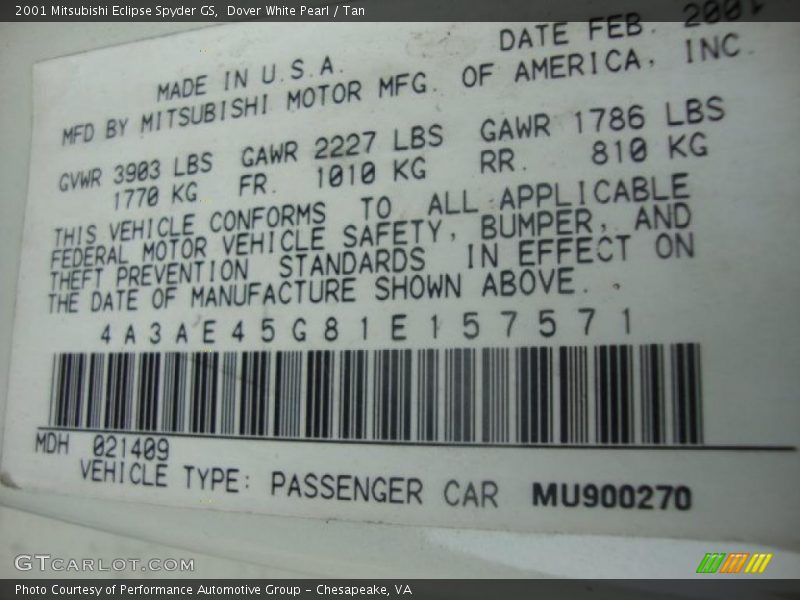 2001 Mitsubishi Eclipse Spyder GS, Dover White Pearl / Tan
DATE FEB. 2001
MADE IN U.S.A.
MFD BY MITSUBISHI MOTOR MFG. OF AMERICA, INC.
GVWR 3903 LBS GAWR 2227 LBS GAWR 1786 LBS
1770 KG FR. 1010 KG RR. 810 KG
THIS VEHICLE CONFORMS TO ALL APPLICABLE
FEDERAL MOTOR VEHICLE SAFETY, BUMPER, AND
THEFT PREVENTION STANDARDS IN EFFECT ON
THE DATE OF MANUFACTURE SHOWN ABOVE.
4A3AE45G81E157571
MDH 021409
VEHICLE TYPE: PASSENGER CAR MU900270
GTCARLOT.COM
Photo Courtesy of Performance Automotive Group - Chesapeake, VA